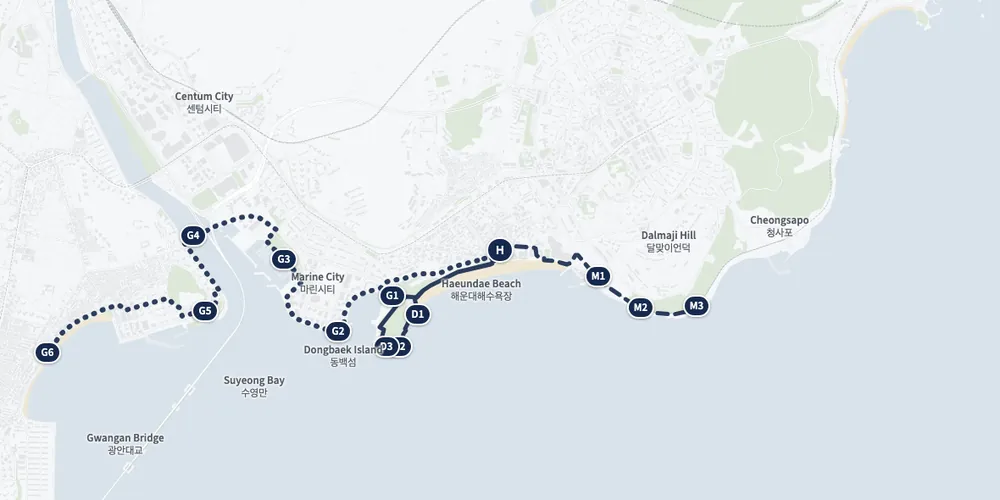 Centum City
센텀시티
G4
H
Dalmaji Hill
달맞이언덕
Cheongsapo
청사포
G3
Marine City
마린시티
M1
Haeundae Beach
해운대해수욕장
G1
D1
M2
M3
G5
G2
Dongbaek Island
동백섬
D3
2
G6
Suyeong Bay
수영만
Gwangan Bridge
광안대교